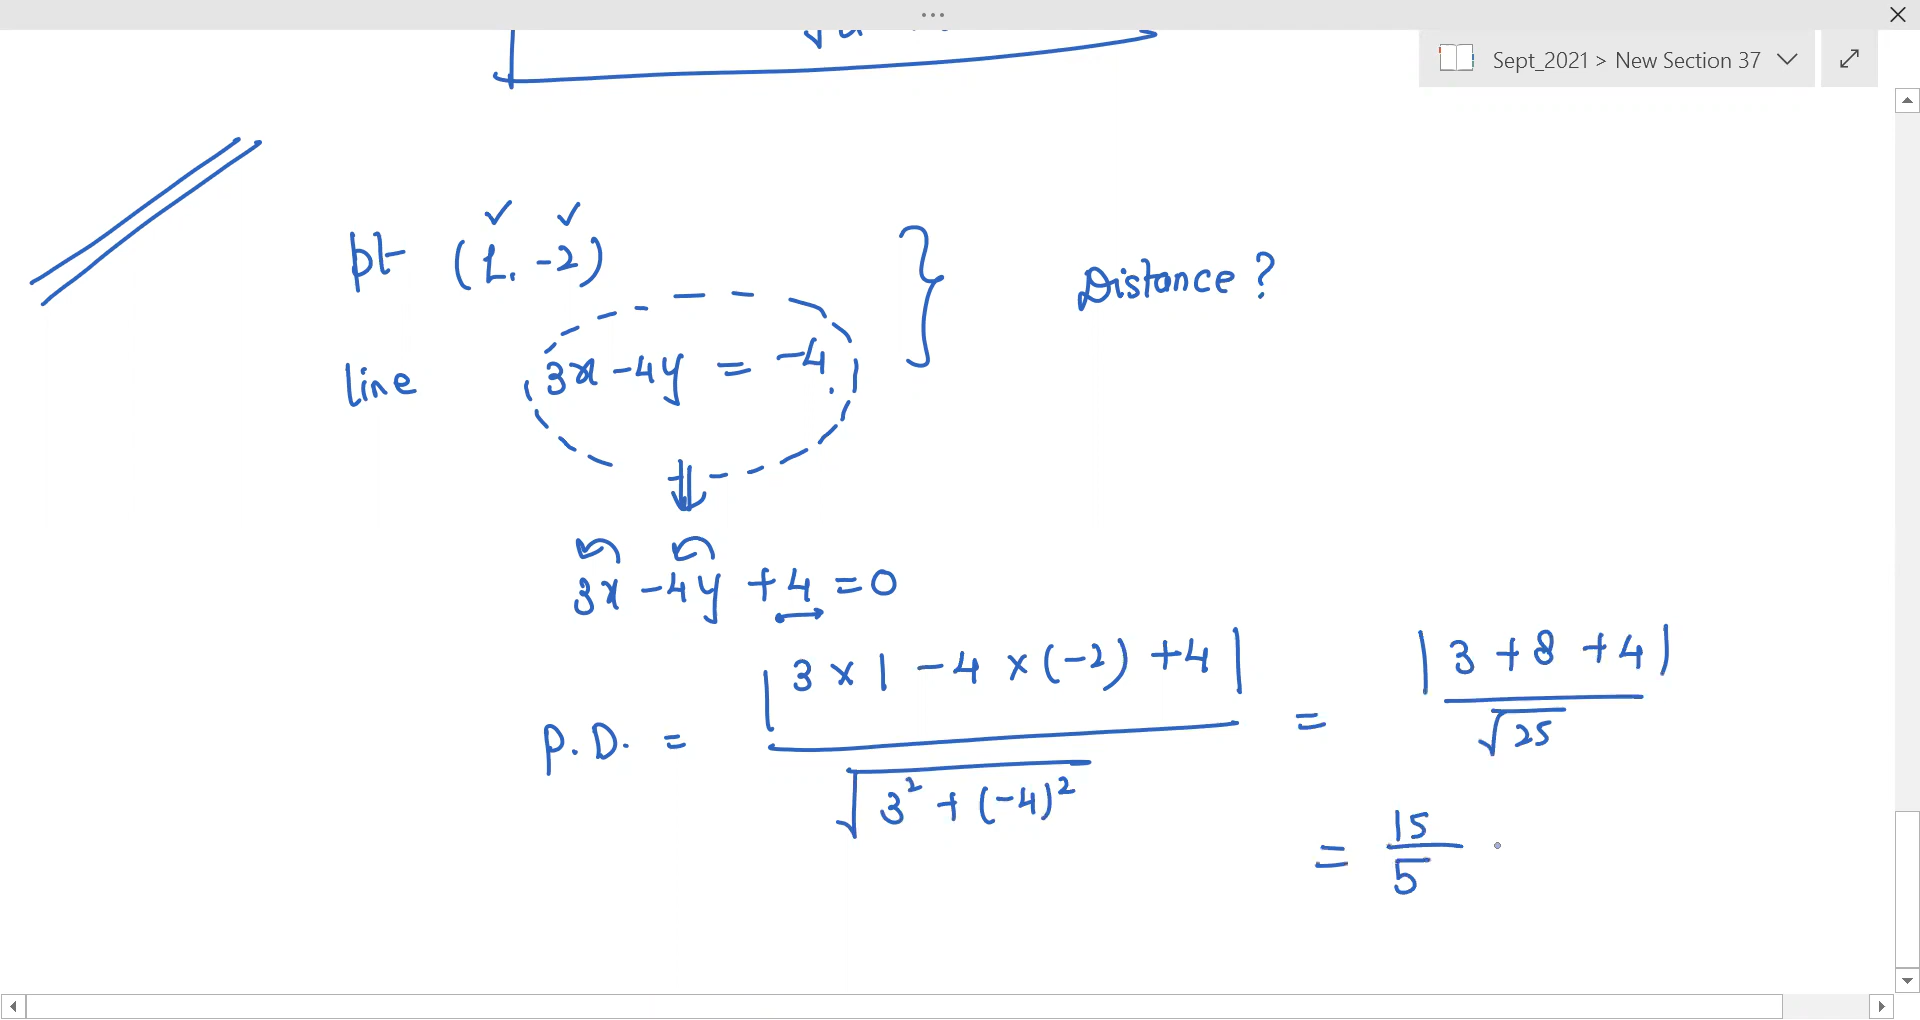 Sept_2021 > New Section 37
pt (1, -2)
Distance ?
line 3x - 4y = -4
3x - 4y + 4 = 0
P.D. = |3 × 1 - 4 × (-2) + 4| / √(3² + (-4)²) = |3 + 8 + 4| / √25
= 15 / 5